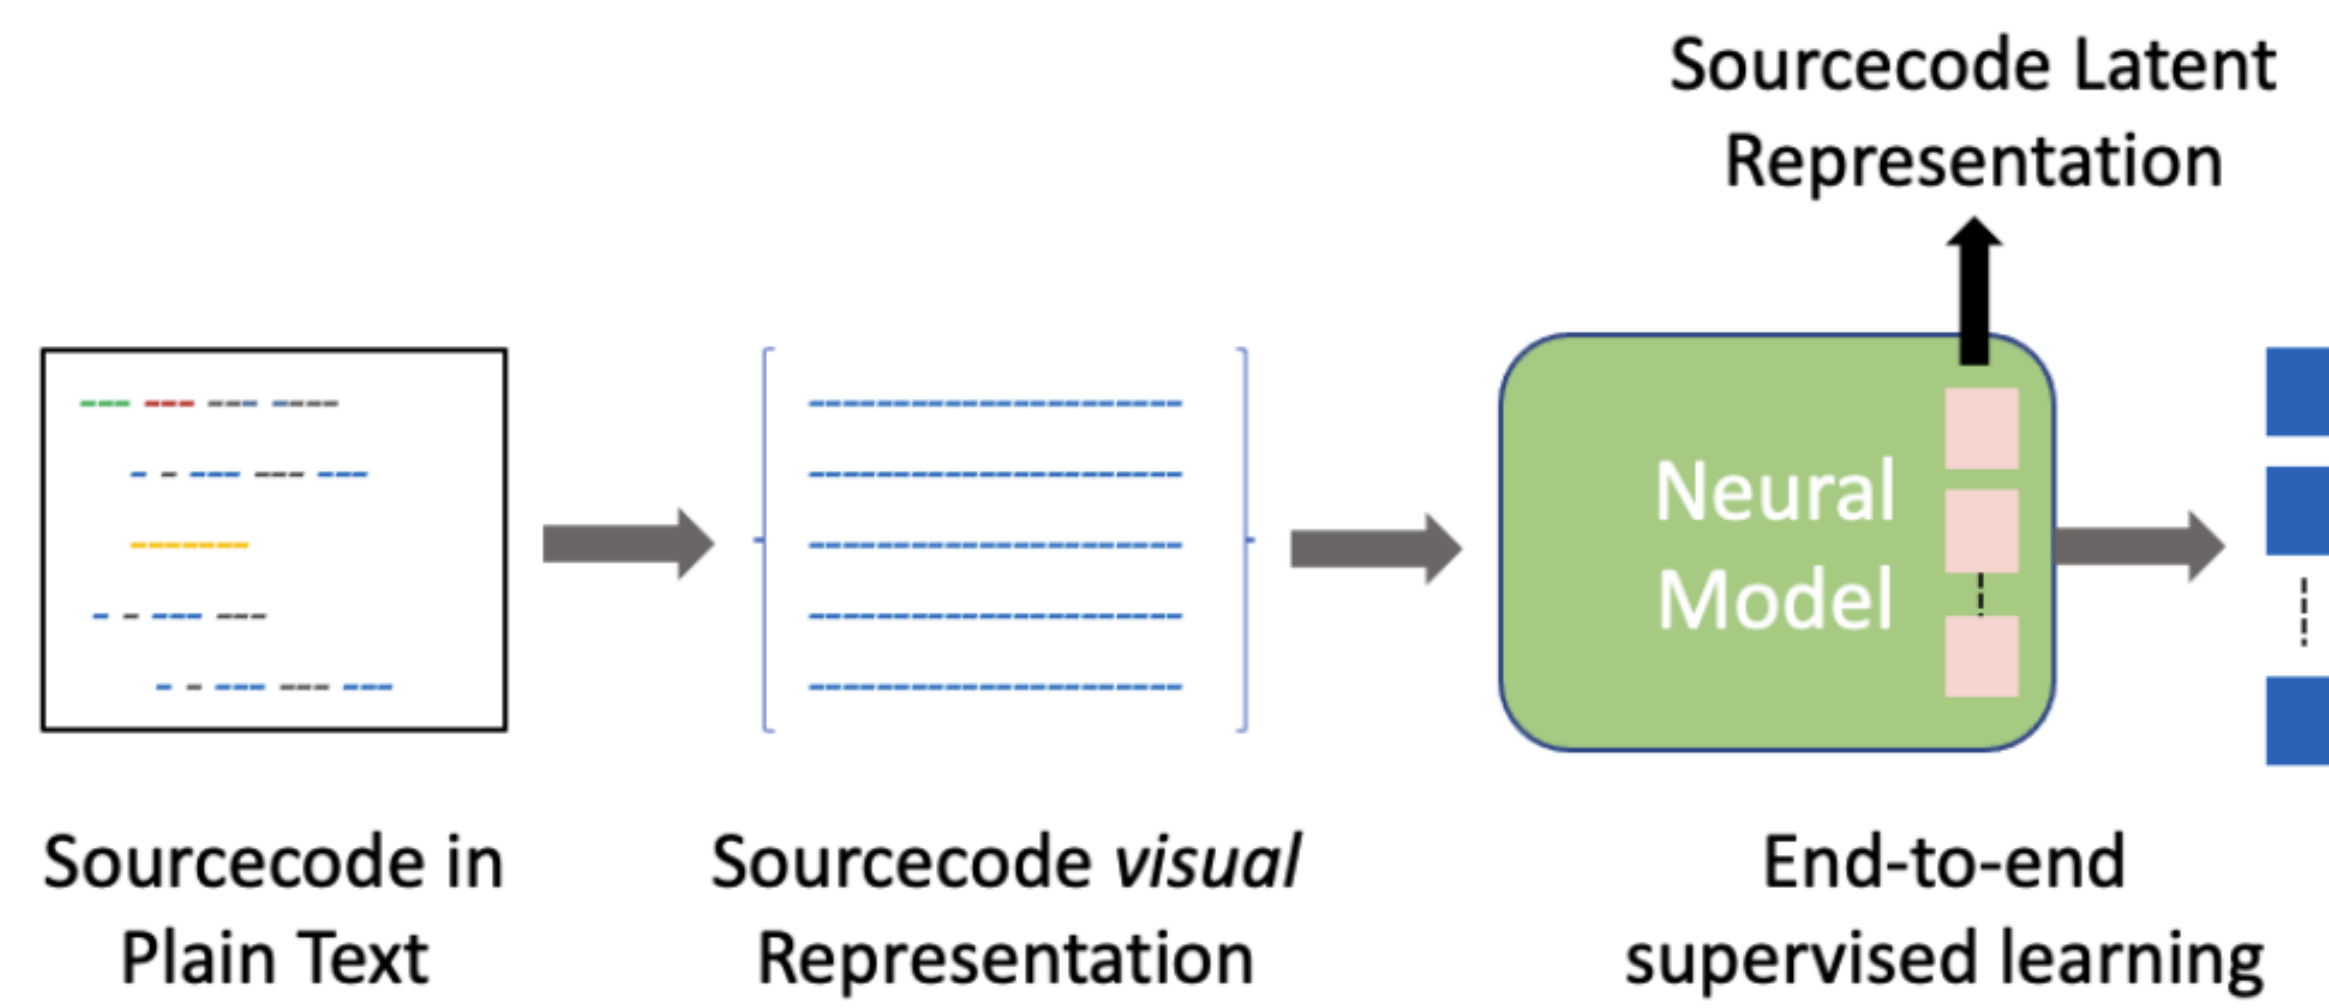 Sourcecode Latent
Representation
Neural
Model
Sourcecode in
Plain Text
Sourcecode visual
Representation
End-to-end
supervised learning